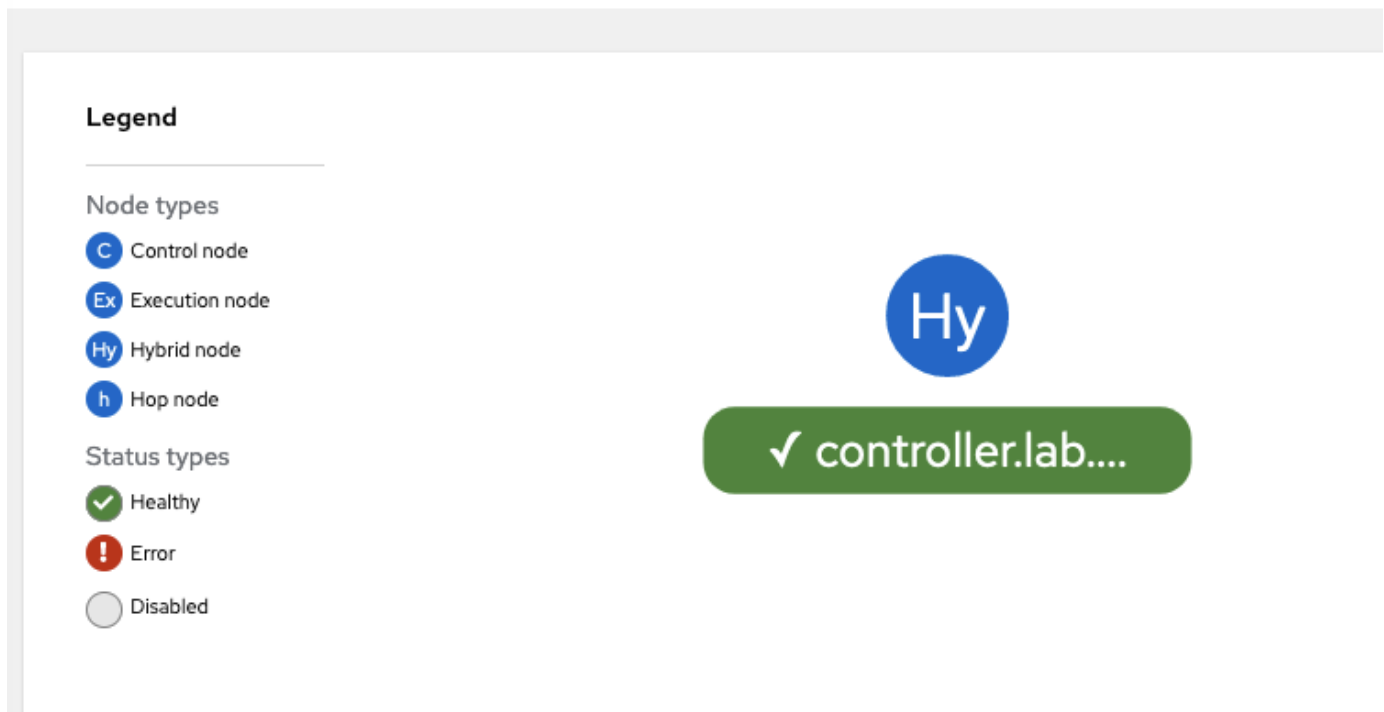 Legend
Node types
C Control node
Ex Execution node
Hy Hybrid node
h Hop node
Status types
✓ Healthy
! Error
Disabled
Hy
✓ controller.lab....